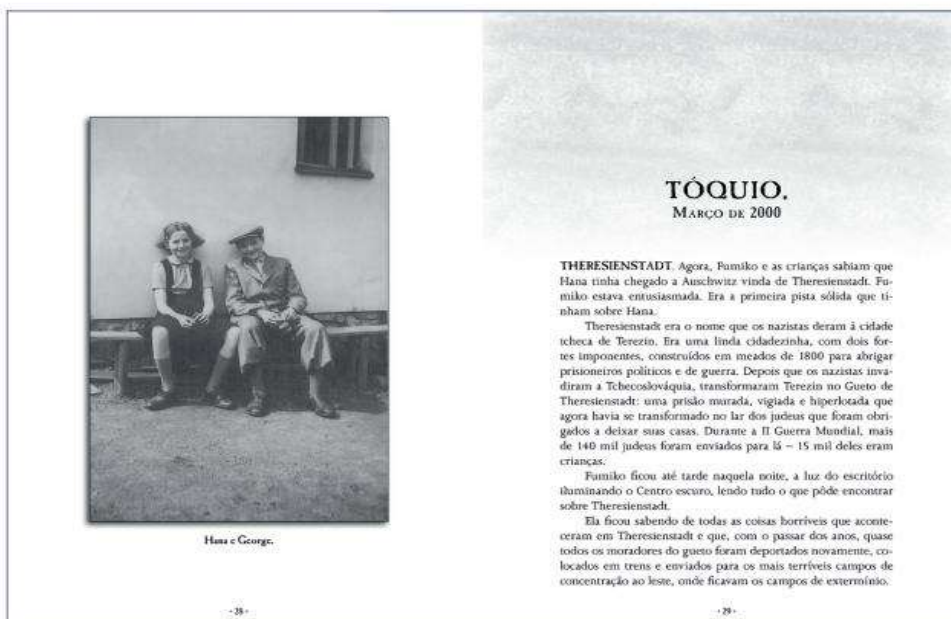 Hana e George.
- 28 -
TÓQUIO.
MARÇO DE 2000
THERESIENSTADT. Agora, Fumiko e as crianças sabiam que
Hana tinha chegado a Auschwitz vinda de Theresienstadt. Fu-
miko estava entusiasmada. Era a primeira pista sólida que ti-
nham sobre Hana.
Theresienstadt era o nome que os nazistas deram à cidade
tcheca de Terezin. Era uma linda cidadezinha, com dois for-
tes imponentes, construídos em meados de 1800 para abrigar
prisioneiros políticos e de guerra. Depois que os nazistas inva-
diram a Tchecoslováquia, transformaram Terezin no Gueto de
Theresienstadt: uma prisão murada, vigiada e hiperlotada que
agora havia se transformado no lar dos judeus que foram obri-
gados a deixar suas casas. Durante a II Guerra Mundial, mais
de 140 mil judeus foram enviados para lá – 15 mil deles eram
crianças.
Fumiko ficou até tarde naquela noite, a luz do escritório
iluminando o Centro escuro, lendo tudo o que pôde encontrar
sobre Theresienstadt.
Ela ficou sabendo de todas as coisas horríveis que aconte-
ceram em Theresienstadt e que, com o passar dos anos, quase
todos os moradores do gueto foram deportados novamente, co-
locados em trens e enviados para os mais terríveis campos de
concentração ao leste, onde ficavam os campos de extermínio.
- 29 -